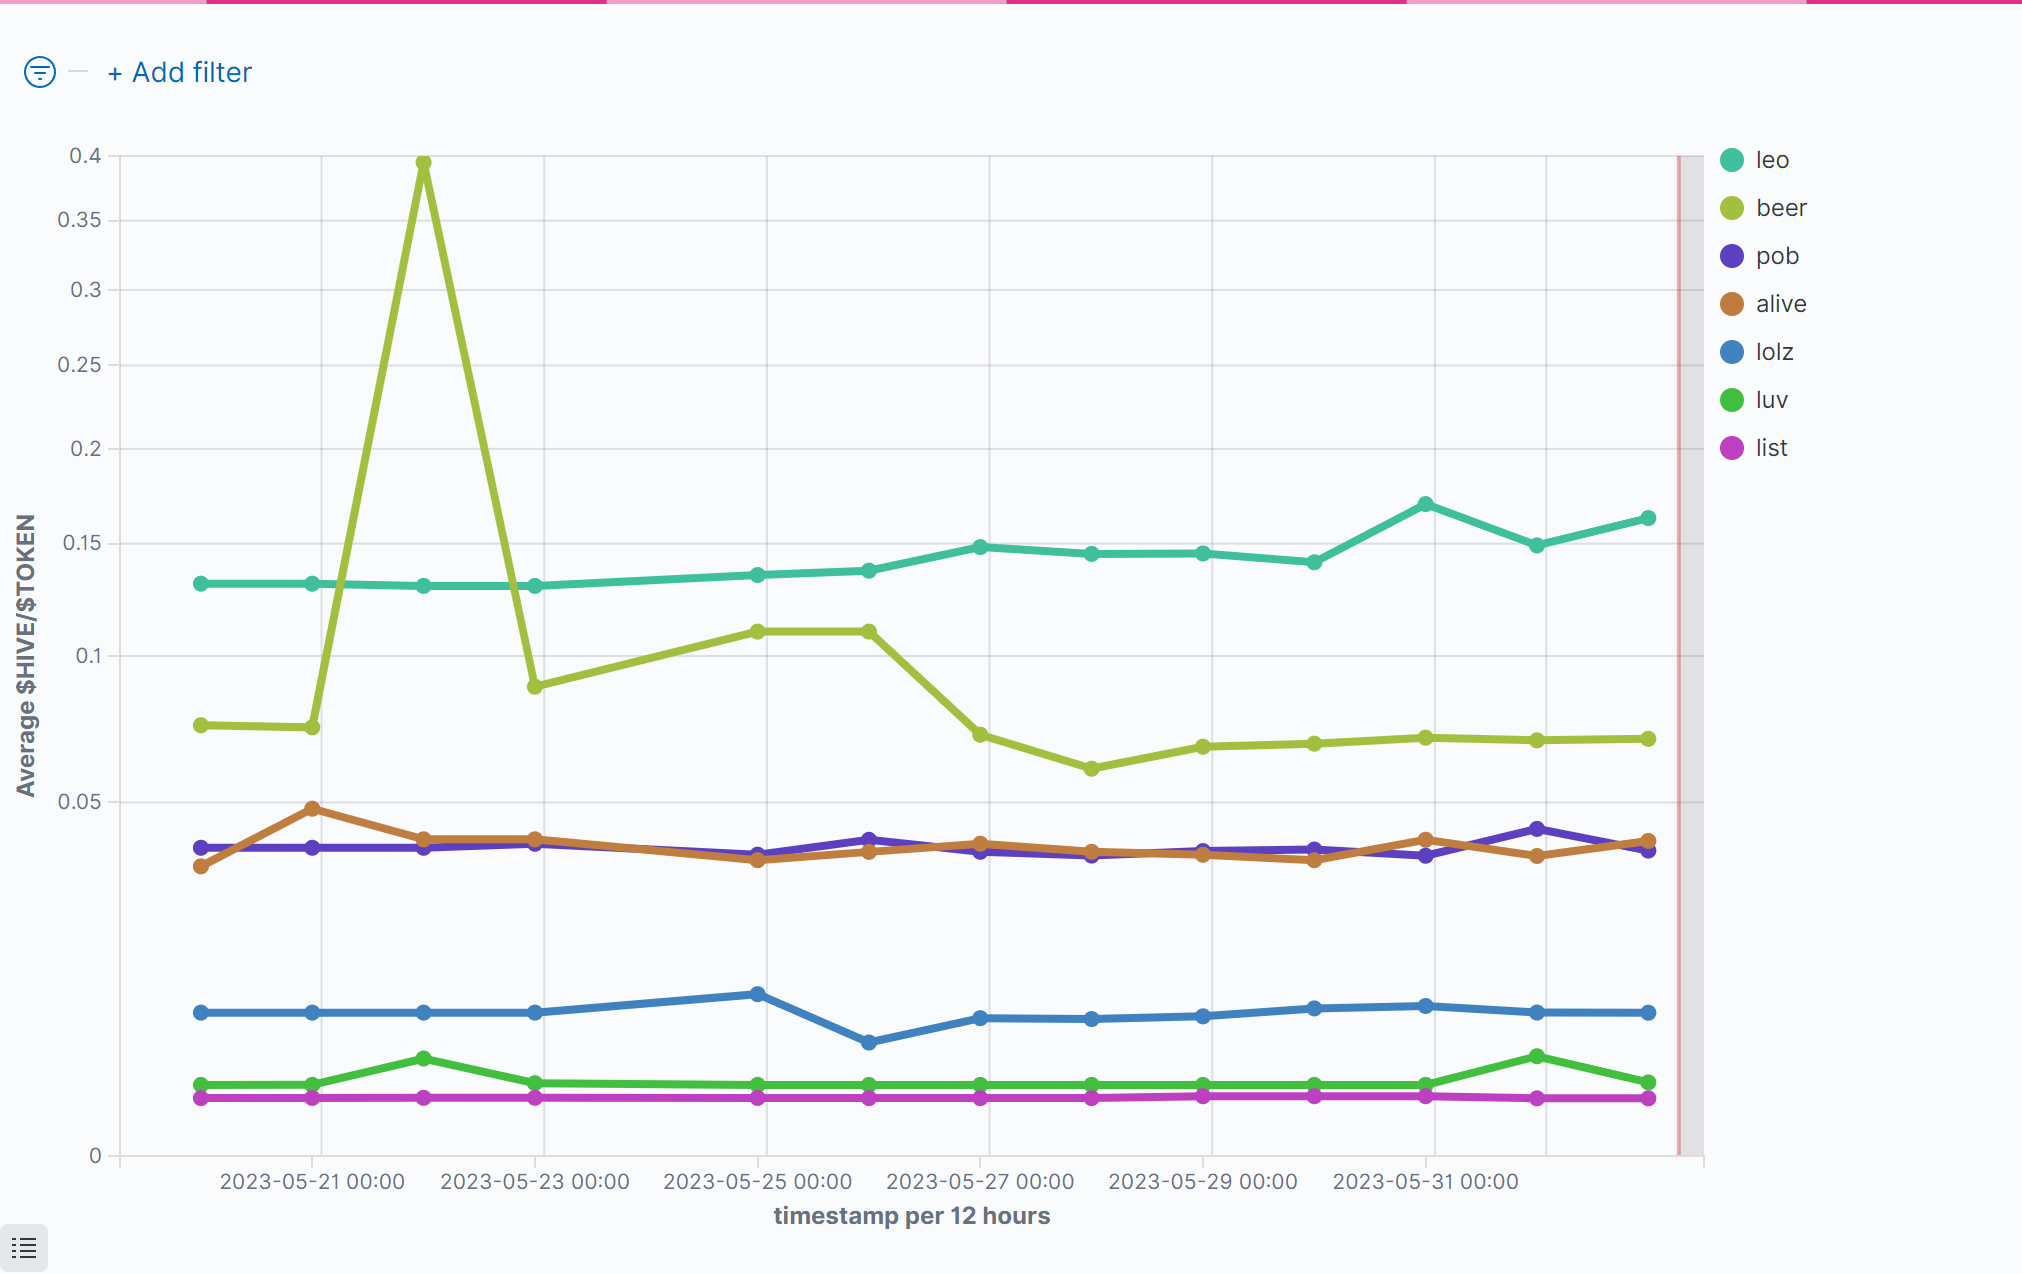 + Add filter
0.4
0.35
0.3
0.25
0.2
0.15
0.1
0.05
0
Average $HIVE/$TOKEN
2023-05-21 00:00
2023-05-23 00:00
2023-05-25 00:00
2023-05-27 00:00
2023-05-29 00:00
2023-05-31 00:00
timestamp per 12 hours
leo
beer
pob
alive
lolz
luv
list